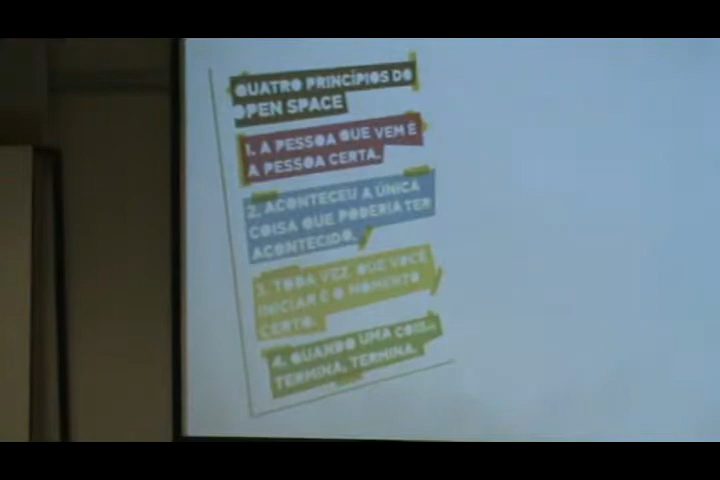 QUATRO PRINCÍPIOS DO
OPEN SPACE
1. A PESSOA QUE VEM É
A PESSOA CERTA.
2. ACONTECEU A ÚNICA
COISA QUE PODERIA TER
ACONTECIDO.
3. TODA VEZ QUE VOCÊ
INICIAR É O MOMENTO
CERTO.
4. QUANDO UMA COISA
TERMINA, TERMINA.